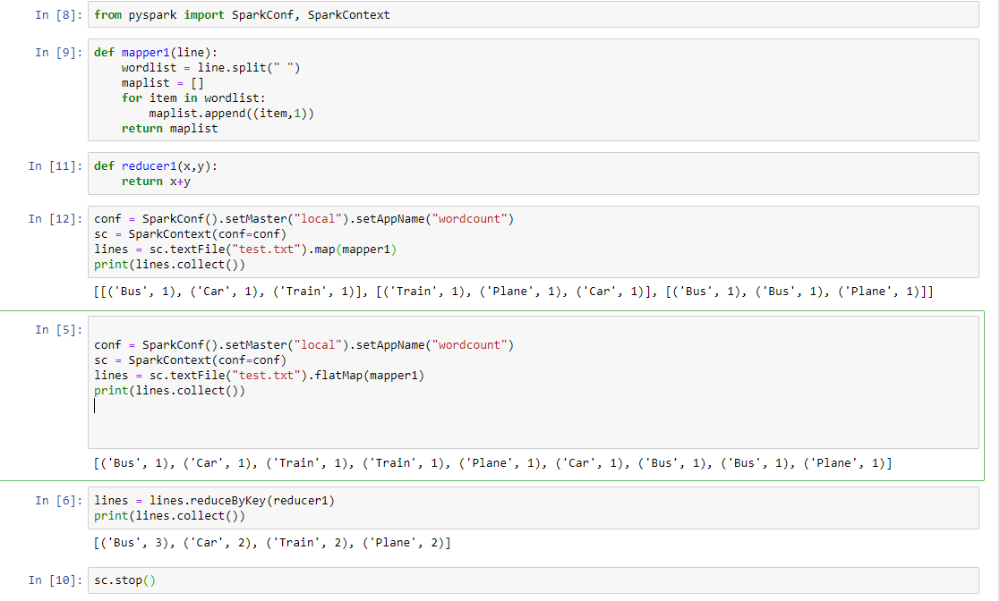 In [8]: from pyspark import SparkConf, SparkContext
In [9]: def mapper1(line):
    wordlist = line.split(" ")
    maplist = []
    for item in wordlist:
        maplist.append((item,1))
    return maplist
In [11]: def reducer1(x,y):
    return x+y
In [12]: conf = SparkConf().setMaster("local").setAppName("wordcount")
sc = SparkContext(conf=conf)
lines = sc.textFile("test.txt").map(mapper1)
print(lines.collect())
[[('Bus', 1), ('Car', 1), ('Train', 1)], [('Train', 1), ('Plane', 1), ('Car', 1)], [('Bus', 1), ('Bus', 1), ('Plane', 1)]]
In [5]:
conf = SparkConf().setMaster("local").setAppName("wordcount")
sc = SparkContext(conf=conf)
lines = sc.textFile("test.txt").flatMap(mapper1)
print(lines.collect())
[('Bus', 1), ('Car', 1), ('Train', 1), ('Train', 1), ('Plane', 1), ('Car', 1), ('Bus', 1), ('Bus', 1), ('Plane', 1)]
In [6]: lines = lines.reduceByKey(reducer1)
print(lines.collect())
[('Bus', 3), ('Car', 2), ('Train', 2), ('Plane', 2)]
In [10]: sc.stop()